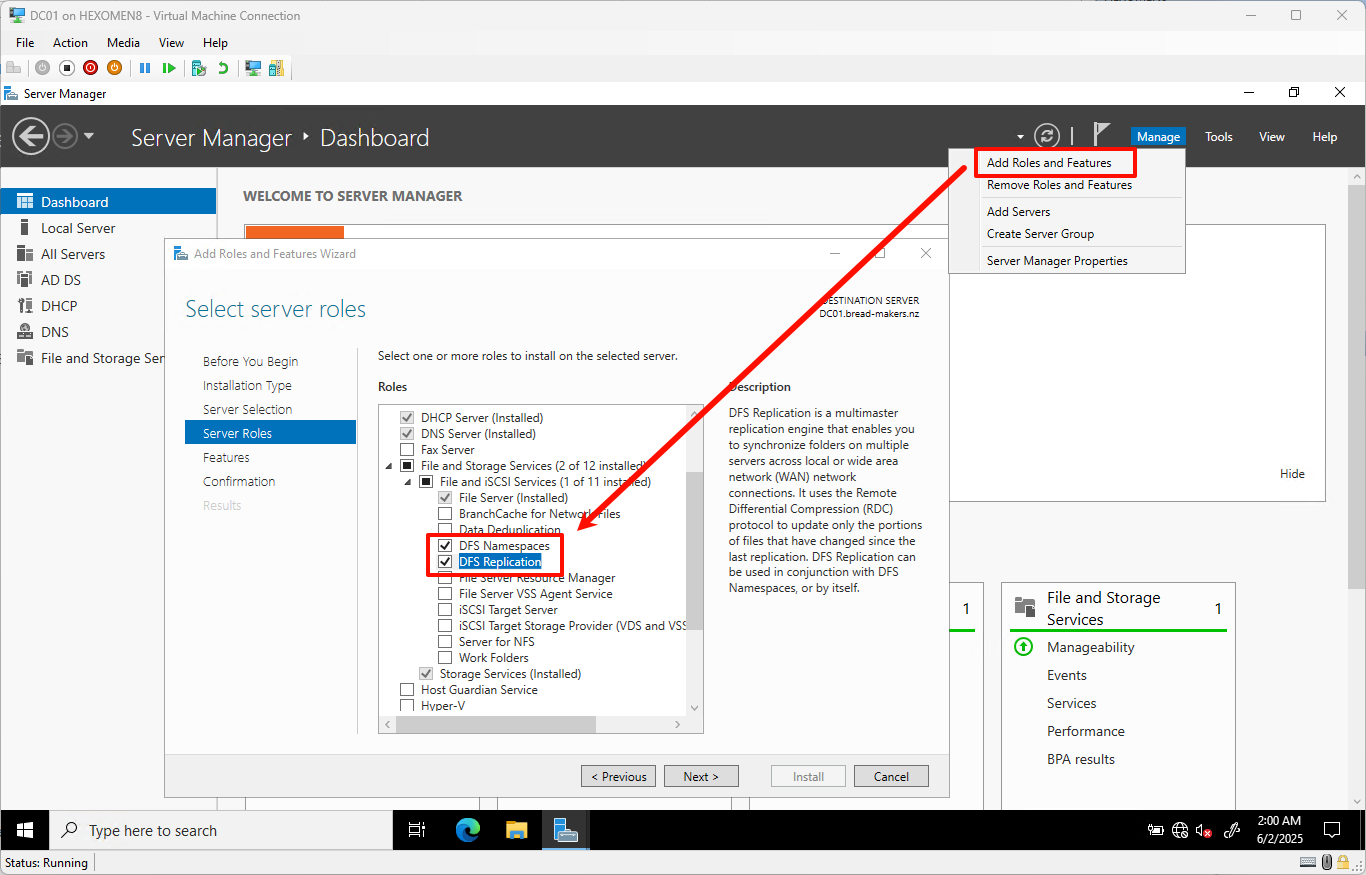 DC01 on HEXOMEN8 - Virtual Machine Connection
File Action Media View Help
Server Manager
Server Manager Dashboard
Manage Tools View Help
Add Roles and Features
Remove Roles and Features
Add Servers
Create Server Group
Server Manager Properties
Dashboard
Local Server
All Servers
AD DS
DHCP
DNS
File and Storage Ser
WELCOME TO SERVER MANAGER
Add Roles and Features Wizard
Select server roles
DESTINATION SERVER
DC01.bread-makers.nz
Before You Begin
Installation Type
Server Selection
Server Roles
Features
Confirmation
Results
Select one or more roles to install on the selected server.
Roles
DHCP Server (Installed)
DNS Server (Installed)
Fax Server
File and Storage Services (2 of 12 installed)
File and iSCSI Services (1 of 11 installed)
File Server (Installed)
BranchCache for Network Files
Data Deduplication
DFS Namespaces
DFS Replication
File Server Resource Manager
File Server VSS Agent Service
iSCSI Target Server
iSCSI Target Storage Provider (VDS and VSS
Server for NFS
Work Folders
Storage Services (Installed)
Host Guardian Service
Hyper-V
Description
DFS Replication is a multimaster
replication engine that enables you
to synchronize folders on multiple
servers across local or wide area
network (WAN) network
connections. It uses the Remote
Differential Compression (RDC)
protocol to update only the portions
of files that have changed since the
last replication. DFS Replication can
be used in conjunction with DFS
Namespaces, or by itself.
< Previous Next > Install Cancel
Hide
1
File and Storage
Services
1
Manageability
Events
Services
Performance
BPA results
Type here to search
2:00 AM
6/2/2025
Status: Running